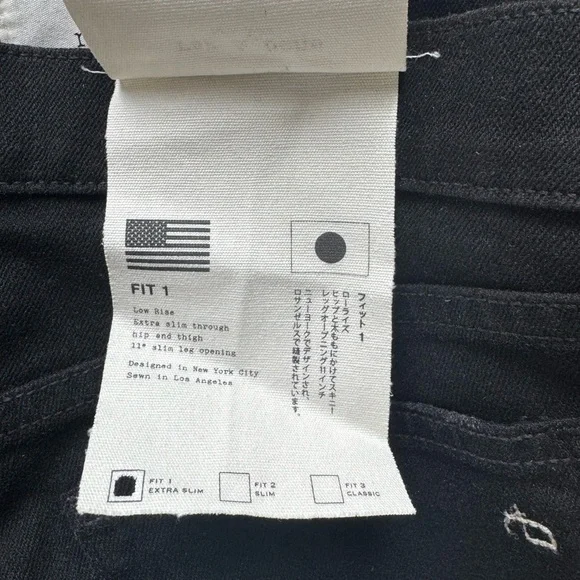 FIT 1
Low Rise
Extra slim through
hip and thigh
11" slim leg opening
Designed in New York City
Sewn in Los Angeles
フィット 1
ローライズ
ヒップと太ももにかけてスキニー
レッグオープニング11インチ
ニューヨークでデザインされ、
ロサンゼルスで縫製されています。
FIT 1
EXTRA SLIM
FIT 2
SLIM
FIT 3
CLASSIC